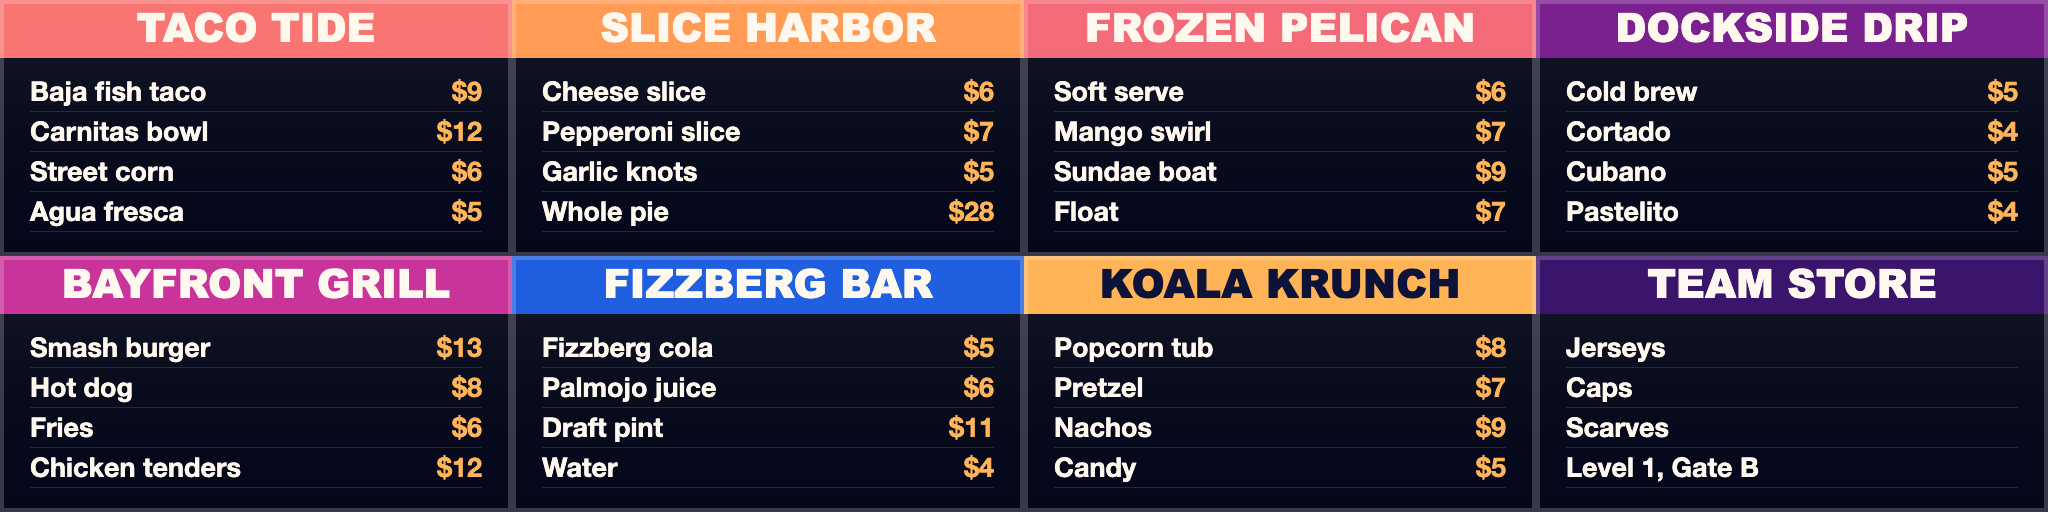 TACO TIDE
Baja fish taco $9
Carnitas bowl $12
Street corn $6
Agua fresca $5
SLICE HARBOR
Cheese slice $6
Pepperoni slice $7
Garlic knots $5
Whole pie $28
FROZEN PELICAN
Soft serve $6
Mango swirl $7
Sundae boat $9
Float $7
DOCKSIDE DRIP
Cold brew $5
Cortado $4
Cubano $5
Pastelito $4
BAYFRONT GRILL
Smash burger $13
Hot dog $8
Fries $6
Chicken tenders $12
FIZZBERG BAR
Fizzberg cola $5
Palmojo juice $6
Draft pint $11
Water $4
KOALA KRUNCH
Popcorn tub $8
Pretzel $7
Nachos $9
Candy $5
TEAM STORE
Jerseys
Caps
Scarves
Level 1, Gate B